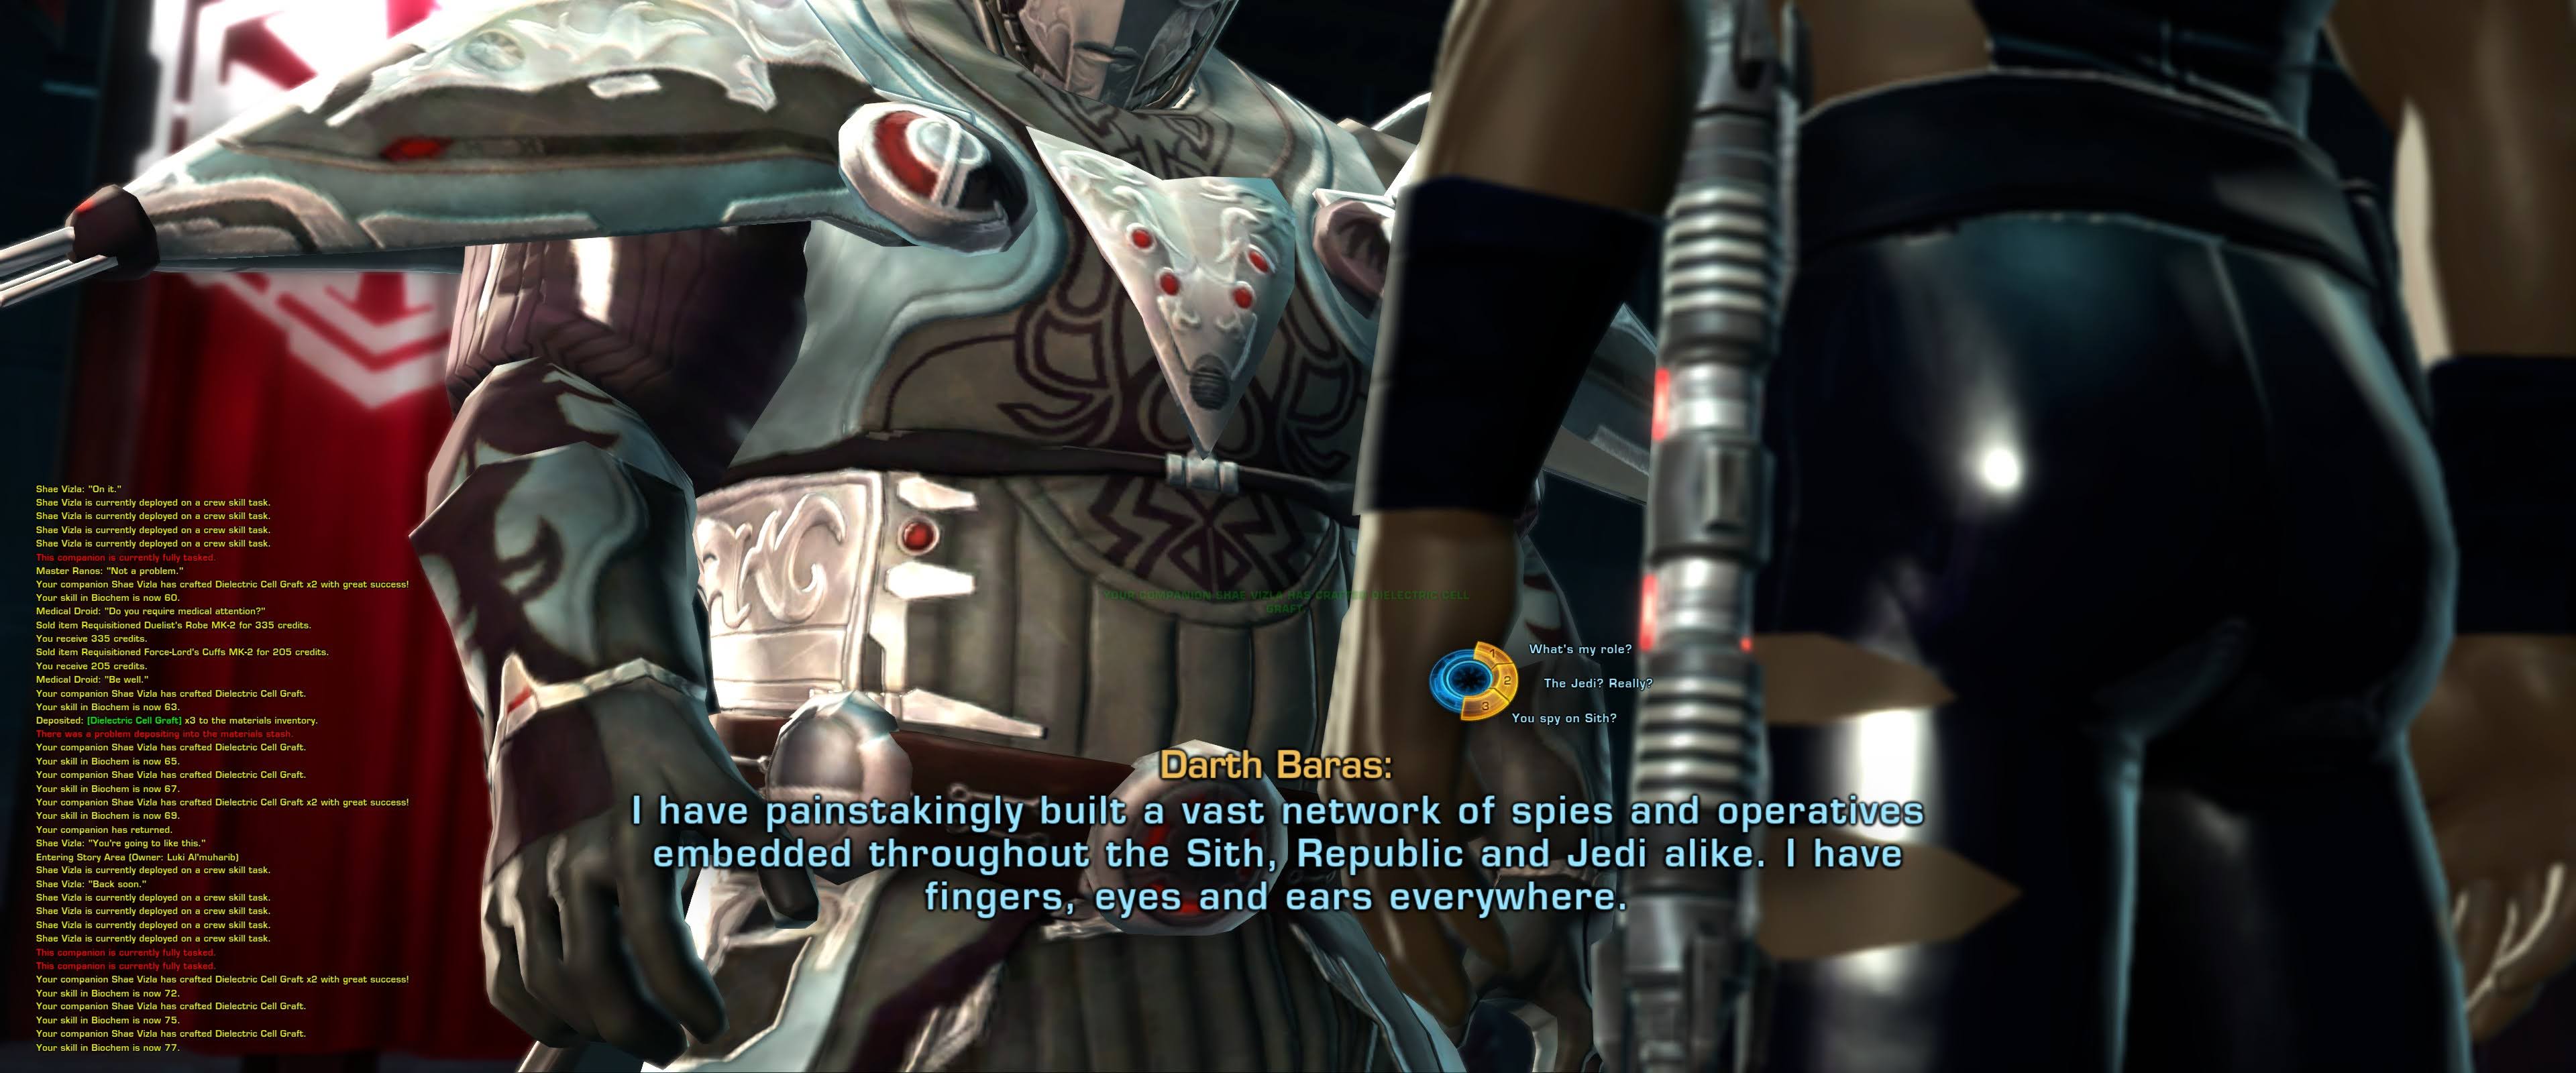 Shae Vizla: "On it."
Shae Vizla is currently deployed on a crew skill task.
Shae Vizla is currently deployed on a crew skill task.
Shae Vizla is currently deployed on a crew skill task.
Shae Vizla is currently deployed on a crew skill task.
This companion is currently fully tasked.
Master Ranos: "Not a problem."
Your companion Shae Vizla has crafted Dielectric Cell Graft x2 with great success!
Your skill in Biochem is now 60.
Medical Droid: "Do you require medical attention?"
Sold item Requisitioned Duelist's Robe MK-2 for 335 credits.
You receive 335 credits.
Sold item Requisitioned Force-Lord's Cuffs MK-2 for 205 credits.
You receive 205 credits.
Medical Droid: "Be well."
Your companion Shae Vizla has crafted Dielectric Cell Graft.
Your skill in Biochem is now 63.
Deposited: [Dielectric Cell Graft] x3 to the materials inventory.
There was a problem depositing into the materials stash.
Your companion Shae Vizla has crafted Dielectric Cell Graft.
Your skill in Biochem is now 65.
Your companion Shae Vizla has crafted Dielectric Cell Graft.
Your skill in Biochem is now 67.
Your companion Shae Vizla has crafted Dielectric Cell Graft x2 with great success!
Your skill in Biochem is now 69.
Your companion has returned.
Shae Vizla: "You're going to like this."
Entering Story Area (Owner: Luki Al'muharib)
Shae Vizla is currently deployed on a crew skill task.
Shae Vizla: "Back soon."
Shae Vizla is currently deployed on a crew skill task.
Shae Vizla is currently deployed on a crew skill task.
Shae Vizla is currently deployed on a crew skill task.
Shae Vizla is currently deployed on a crew skill task.
This companion is currently fully tasked.
This companion is currently fully tasked.
Your companion Shae Vizla has crafted Dielectric Cell Graft x2 with great success!
Your skill in Biochem is now 72.
Your companion Shae Vizla has crafted Dielectric Cell Graft.
Your skill in Biochem is now 75.
Your companion Shae Vizla has crafted Dielectric Cell Graft.
Your skill in Biochem is now 77.
YOUR COMPANION SHAE VIZLA HAS CRAFTED DIELECTRIC CELL
GRAFT.
1 What's my role?
2 The Jedi? Really?
3 You spy on Sith?
Darth Baras:
I have painstakingly built a vast network of spies and operatives
embedded throughout the Sith, Republic and Jedi alike. I have
fingers, eyes and ears everywhere.